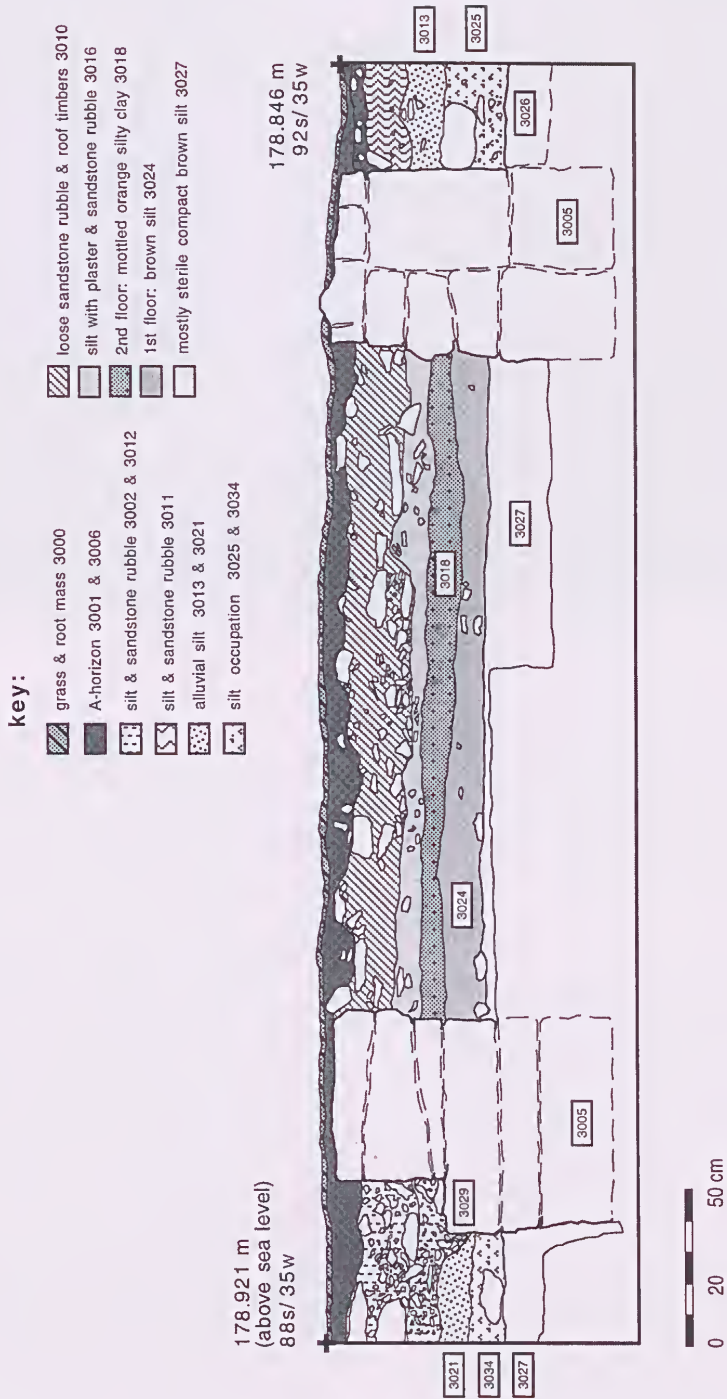 key:
grass & root mass 3000
A-horizon 3001 & 3006
silt & sandstone rubble 3002 & 3012
silt & sandstone rubble 3011
alluvial silt 3013 & 3021
silt occupation 3025 & 3034
loose sandstone rubble & roof timbers 3010
silt with plaster & sandstone rubble 3016
2nd floor: mottled orange silty clay 3018
1st floor: brown silt 3024
mostly sterile compact brown silt 3027
178.921 m
(above sea level)
88s/ 35w
178.846 m
92s/ 35w
3013
3025
3026
3005
3027
3018
3024
3005
3029
3021
3034
3027
0 20 50 cm